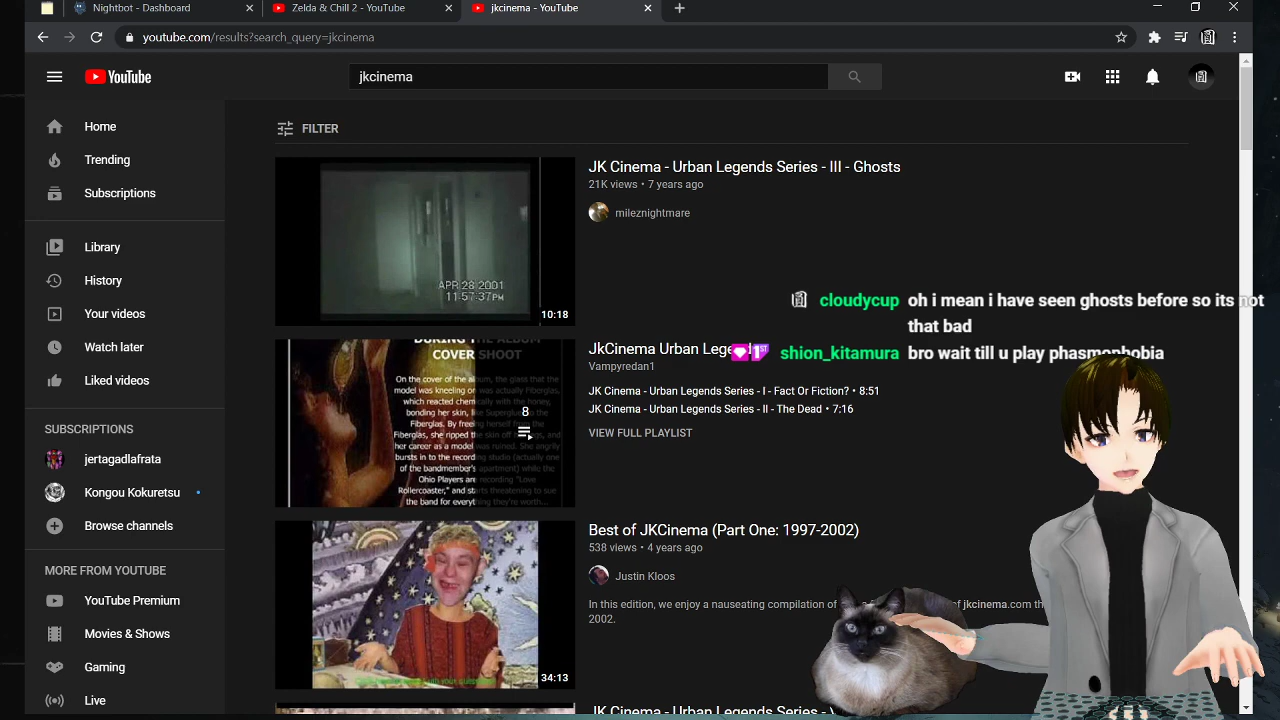 Nightbot - Dashboard
Zelda & Chill 2 - YouTube
jkcinema - YouTube
youtube.com/results?search_query=jkcinema
YouTube
jkcinema
Home
Trending
Subscriptions
Library
History
Your videos
Watch later
Liked videos
SUBSCRIPTIONS
jertagadlafrata
Kongou Kokuretsu
Browse channels
MORE FROM YOUTUBE
YouTube Premium
Movies & Shows
Gaming
Live
FILTER
APR 28 2001
11:57:37PM
10:18
JK Cinema - Urban Legends Series - III - Ghosts
21K views • 7 years ago
mileznightmare
cloudycup oh i mean i have seen ghosts before so its not
that bad
1ST shion_kitamura bro wait till u play phasmophobia
DURING THE ALBUM
COVER SHOOT
On the cover of the album, the glass that the
model was kneeling on was actually Fiberglas,
which reacted chemically with the honey,
bonding her skin, like Superglue to the
Fiberglas. By freeing herself from the
Fiberglas, she ripped the skin off legs, and
her career as a model was ruined. She angrily
bursts in to the recording studio (actually one
of the bandmember's apartment) while the
Ohio Players are recording "Love
Rollercoaster," and starts threatening to sue
the band for everything they're worth...
8
JkCinema Urban Lege
Vampyredan1
JK Cinema - Urban Legends Series - I - Fact Or Fiction? • 8:51
JK Cinema - Urban Legends Series - II - The Dead • 7:16
VIEW FULL PLAYLIST
34:13
Best of JKCinema (Part One: 1997-2002)
538 views • 4 years ago
Justin Kloos
In this edition, we enjoy a nauseating compilation of of jkcinema.com
2002.
JK Cinema - Urban Legends Series -